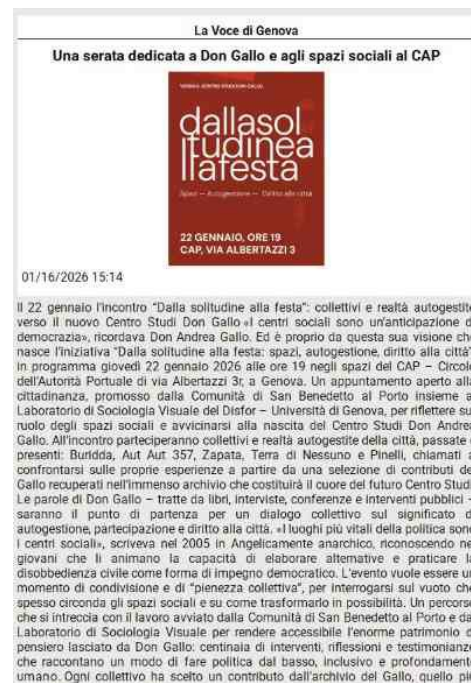 La Voce di Genova
Una serata dedicata a Don Gallo e agli spazi sociali al CAP
VERSO IL CENTRO STUDI DON GALLO
dallasol
itudinea
llafesta
Spazi — Autogestione — Diritto alla città
22 GENNAIO, ORE 19
CAP, VIA ALBERTAZZI 3
01/16/2026 15:14
Il 22 gennaio l'incontro "Dalla solitudine alla festa": collettivi e realtà autogestite
verso il nuovo Centro Studi Don Gallo «I centri sociali sono un'anticipazione d
democrazia», ricordava Don Andrea Gallo. Ed è proprio da questa sua visione che
nasce l'iniziativa "Dalla solitudine alla festa: spazi, autogestione, diritto alla città"
in programma giovedì 22 gennaio 2026 alle ore 19 negli spazi del CAP – Circolo
dell'Autorità Portuale di via Albertazzi 3r, a Genova. Un appuntamento aperto alla
cittadinanza, promosso dalla Comunità di San Benedetto al Porto insieme a
Laboratorio di Sociologia Visuale del Disfor – Università di Genova, per riflettere su
ruolo degli spazi sociali e avvicinarsi alla nascita del Centro Studi Don Andrea
Gallo. All'incontro parteciperanno collettivi e realtà autogestite della città, passate e
presenti: Buridda, Aut Aut 357, Zapata, Terra di Nessuno e Pinelli, chiamati a
confrontarsi sulle proprie esperienze a partire da una selezione di contributi de
Gallo recuperati nell'immenso archivio che costituirà il cuore del futuro Centro Studi
Le parole di Don Gallo – tratte da libri, interviste, conferenze e interventi pubblici –
saranno il punto di partenza per un dialogo collettivo sul significato d
autogestione, partecipazione e diritto alla città. «I luoghi più vitali della politica sono
i centri sociali», scriveva nel 2005 in Angelicamente anarchico, riconoscendo ne
giovani che li animano la capacità di elaborare alternative e praticare la
disobbedienza civile come forma di impegno democratico. L'evento vuole essere un
momento di condivisione e di "pienezza collettiva", per interrogarsi sul vuoto che
spesso circonda gli spazi sociali e su come trasformarlo in possibilità. Un percorso
che si intreccia con il lavoro avviato dalla Comunità di San Benedetto al Porto e da
Laboratorio di Sociologia Visuale per rendere accessibile l'enorme patrimonio d
pensiero lasciato da Don Gallo: centinaia di interventi, riflessioni e testimonianze
che raccontano un modo di fare politica dal basso, inclusivo e profondamente
umano. Ogni collettivo ha scelto un contributo dall'archivio del Gallo, quello più